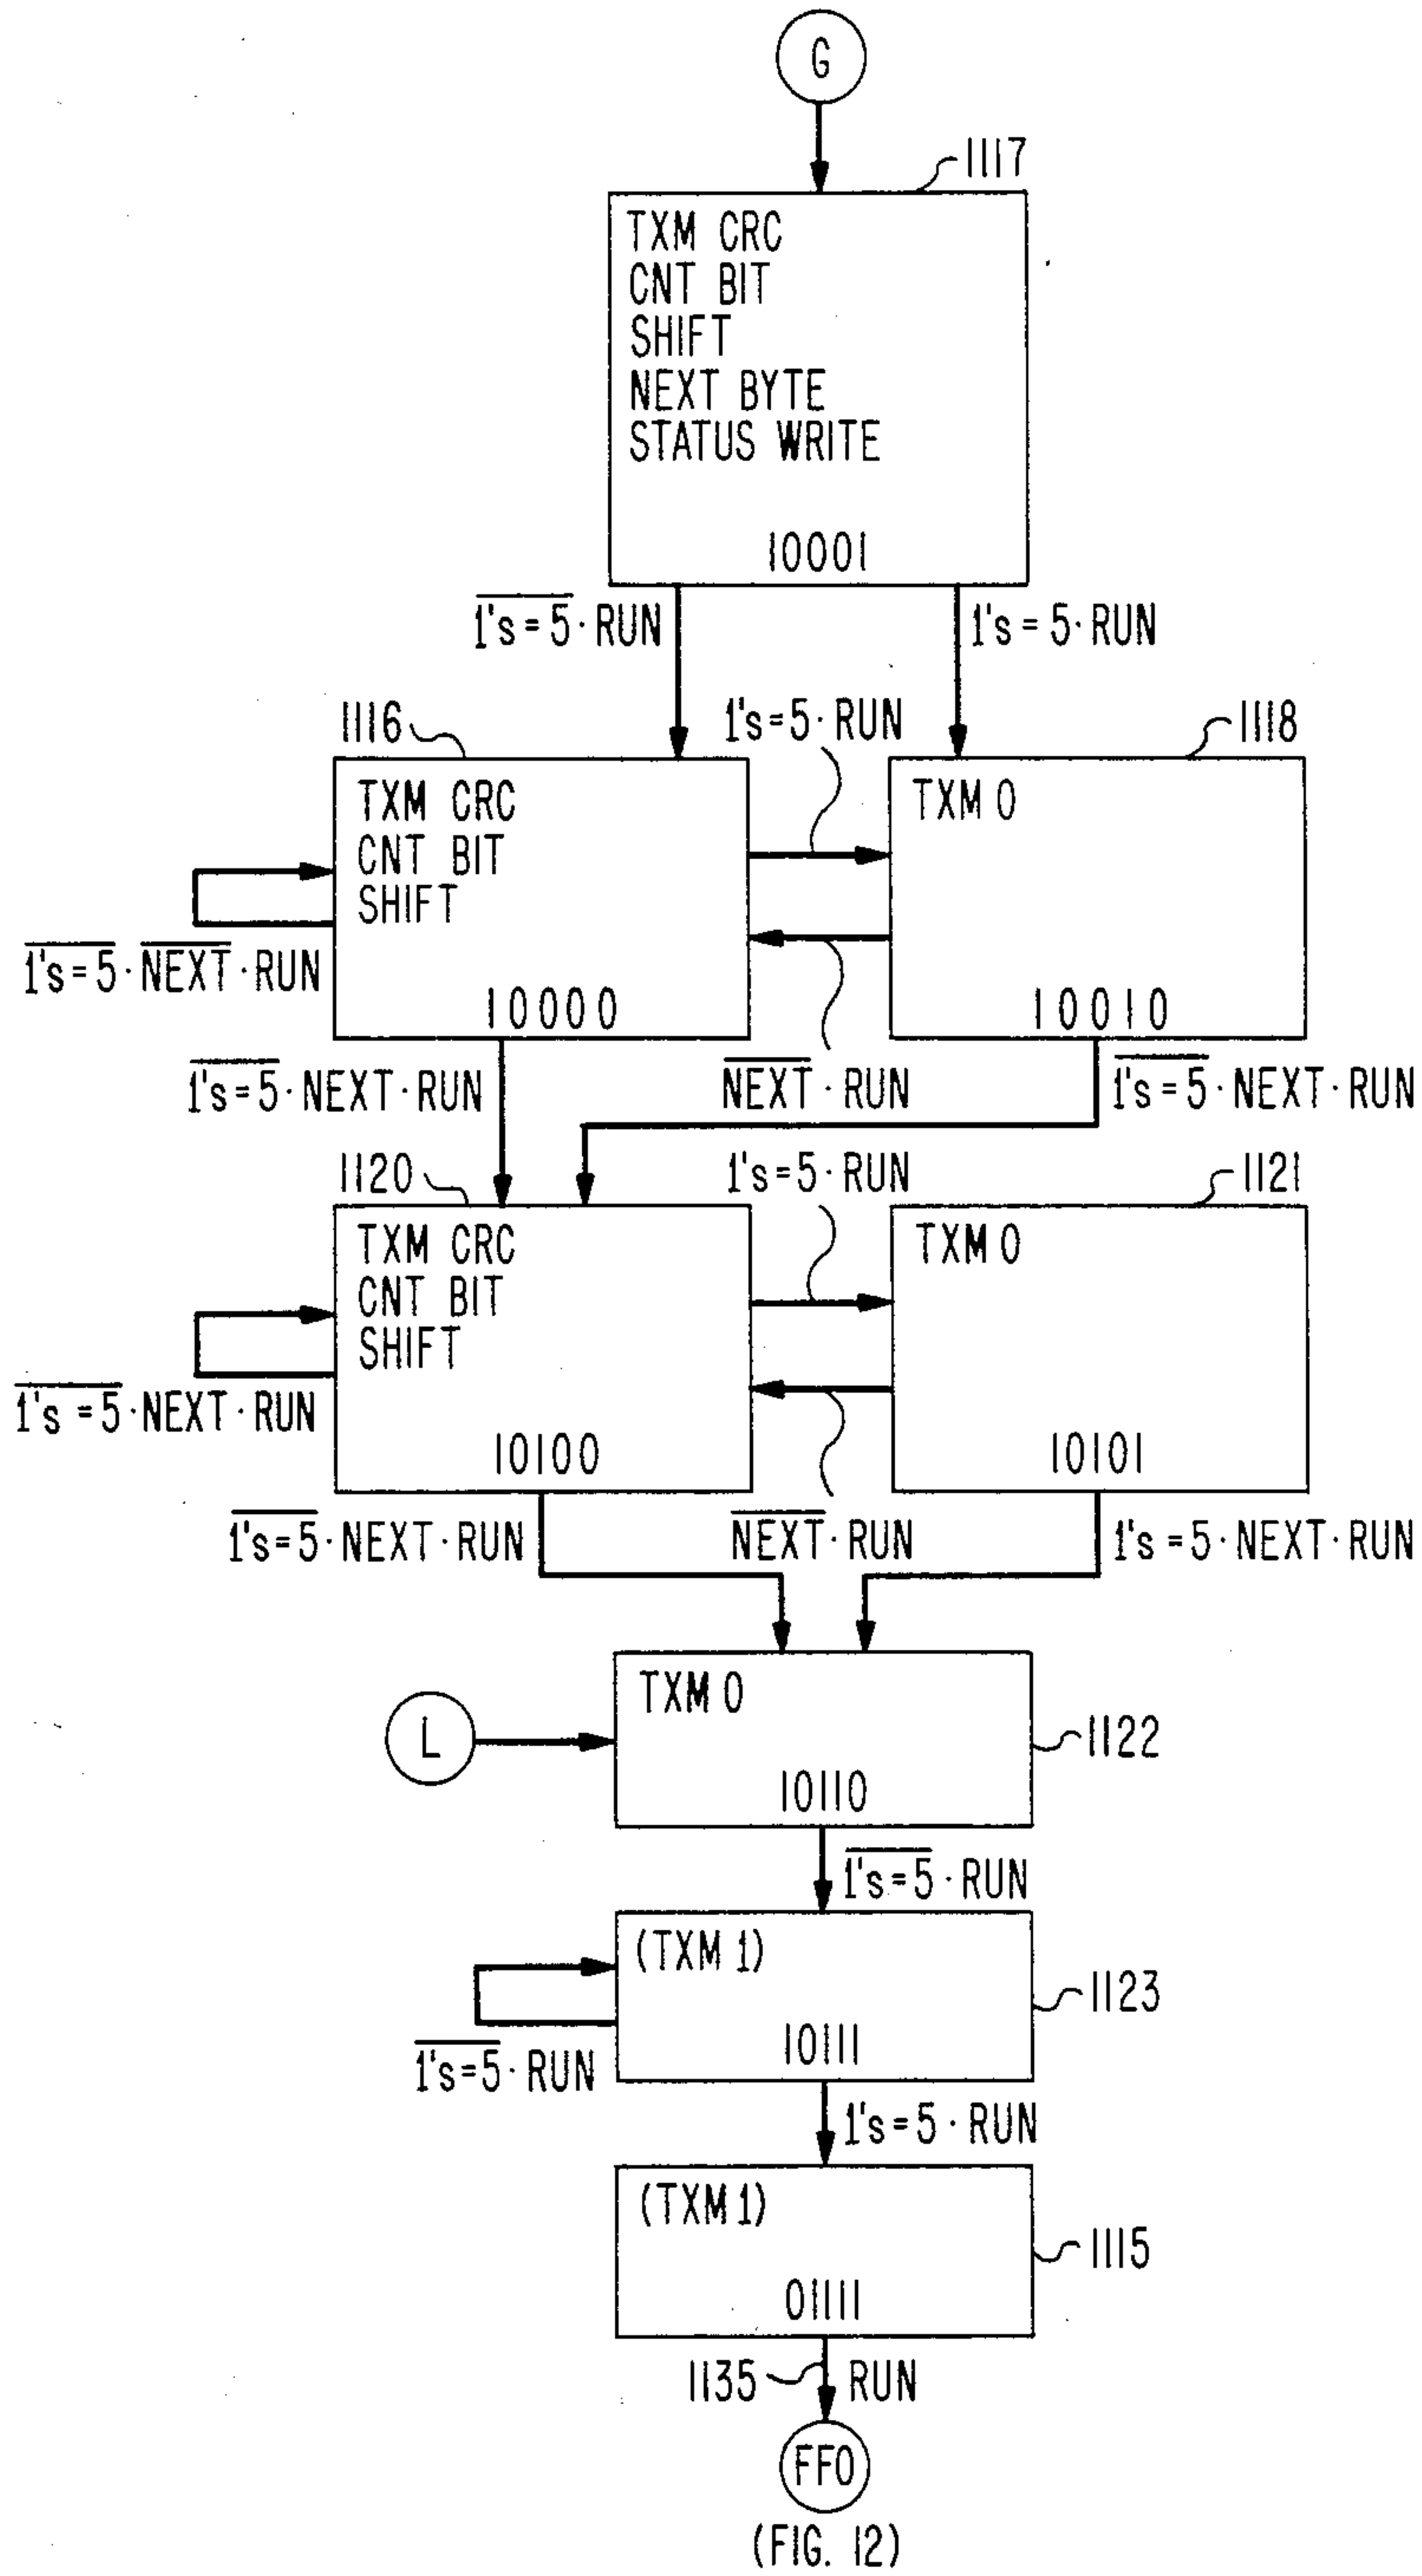 G
1117
TXM CRC
CNT BIT
SHIFT
NEXT BYTE
STATUS WRITE
10001
1̅'̅s̅=̅5̅·RUN
1's=5·RUN
1116
1's=5·RUN
1118
TXM CRC
CNT BIT
SHIFT
10000
TXM 0
10010
1̅'̅s̅=̅5̅·N̅E̅X̅T̅·RUN
1̅'̅s̅=̅5̅·NEXT·RUN
N̅E̅X̅T̅·RUN
1̅'̅s̅=̅5̅·NEXT·RUN
1120
1's=5·RUN
1121
TXM CRC
CNT BIT
SHIFT
10100
TXM 0
10101
1̅'̅s̅=̅5̅·NEXT·RUN
1̅'̅s̅=̅5̅·NEXT·RUN
N̅E̅X̅T̅·RUN
1's=5·NEXT·RUN
L
TXM 0
10110
1122
1̅'̅s̅=̅5̅·RUN
(TXM 1)
10111
1123
1̅'̅s̅=̅5̅·RUN
1's=5·RUN
(TXM 1)
01111
1115
1135
RUN
FF0
(FIG. 12)